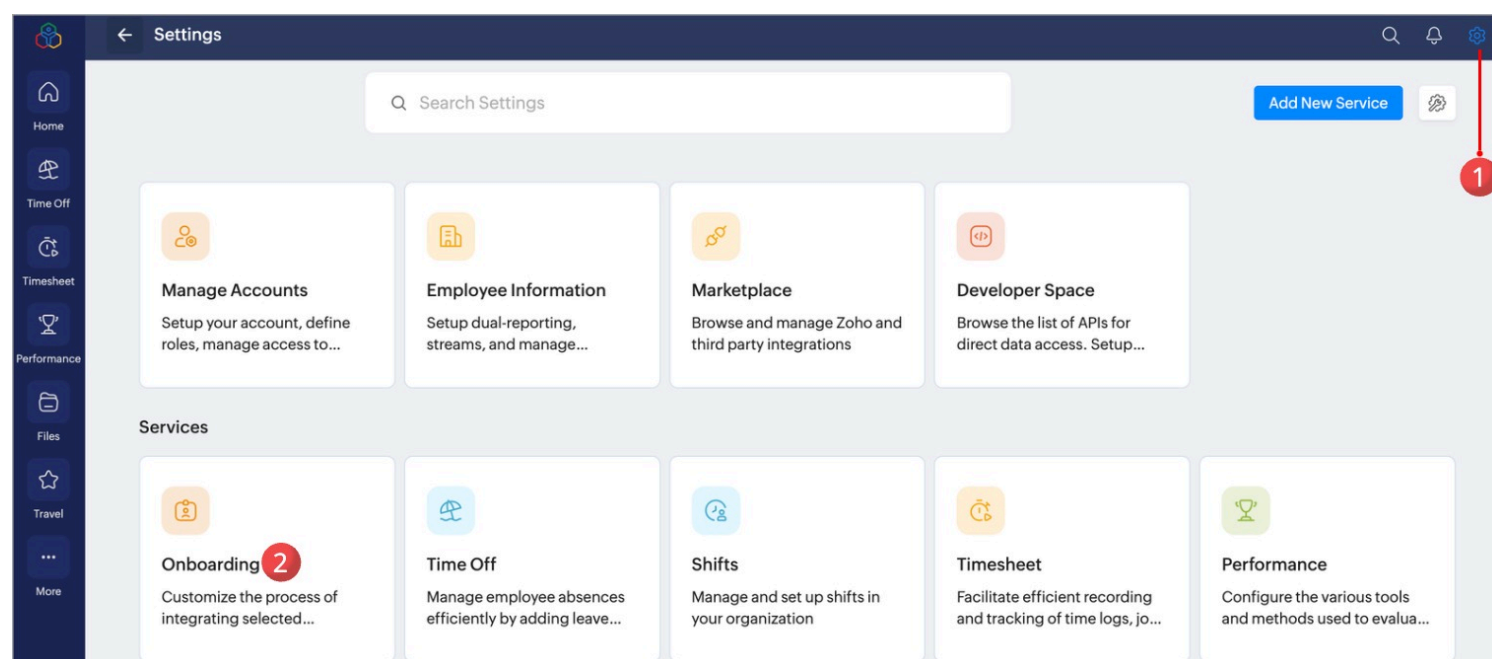 Settings
Home
Search Settings
Add New Service
1
Time Off
Timesheet
Performance
Files
Travel
More
Manage Accounts
Setup your account, define
roles, manage access to...
Employee Information
Setup dual-reporting,
streams, and manage...
Marketplace
Browse and manage Zoho and
third party integrations
Developer Space
Browse the list of APIs for
direct data access. Setup...
Services
Onboarding 2
Customize the process of
integrating selected...
Time Off
Manage employee absences
efficiently by adding leave...
Shifts
Manage and set up shifts in
your organization
Timesheet
Facilitate efficient recording
and tracking of time logs, jo...
Performance
Configure the various tools
and methods used to evalua...